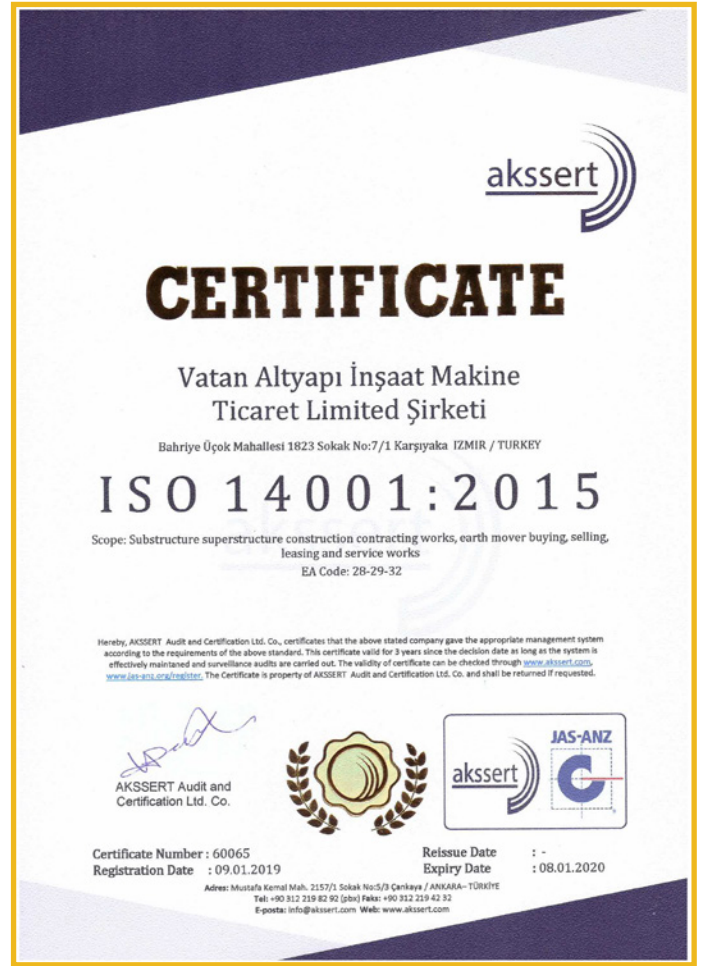 akssert
CERTIFICATE
Vatan Altyapı İnşaat Makine
Ticaret Limited Şirketi
Bahriye Üçok Mahallesi 1823 Sokak No:7/1 Karşıyaka IZMIR / TURKEY
ISO 14001:2015
Scope: Substructure superstructure construction contracting works, earth mover buying, selling,
leasing and service works
EA Code: 28-29-32
Hereby, AKSSERT Audit and Certification Ltd. Co., certificates that the above stated company gave the appropriate management system
according to the requirements of the above standard. This certificate valid for 3 years since the decision date as long as the system is
effectively maintaned and surveillance audits are carried out. The validity of certificate can be checked through www.akssert.com,
www.jas-anz.org/register. The Certificate is property of AKSSERT Audit and Certification Ltd. Co. and shall be returned if requested.
AKSSERT Audit and
Certification Ltd. Co.
akssert
JAS-ANZ
Certificate Number : 60065
Registration Date : 09.01.2019
Reissue Date : -
Expiry Date : 08.01.2020
Adres: Mustafa Kemal Mah. 2157/1 Sokak No:5/3 Çankaya / ANKARA– TÜRKİYE
Tel: +90 312 219 82 92 (pbx) Faks: +90 312 219 42 32
E-posta: info@akssert.com Web: www.akssert.com